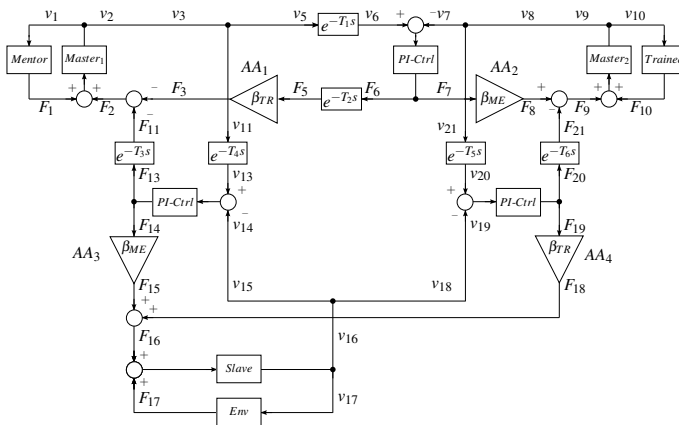 v1 v2 v3 v5 e−T1s v6 + −v7 v8 v9 v10
Mentor Master1 PI-Ctrl Master2 Trainee
AA1 AA2
F1 + + F2 − F3 βTR F5 e−T2s F6 F7 βME F8 + − F9 + + F10
F11 − v11 v21 F21
e−T3s e−T4s e−T5s e−T6s
F13 v13 v20 F20
PI-Ctrl + − + − PI-Ctrl
F14 v14 v19 F19
AA3 βME βTR AA4
F15 v15 v18 F18
+ +
F16 v16
+ + Slave
F17 Env v17